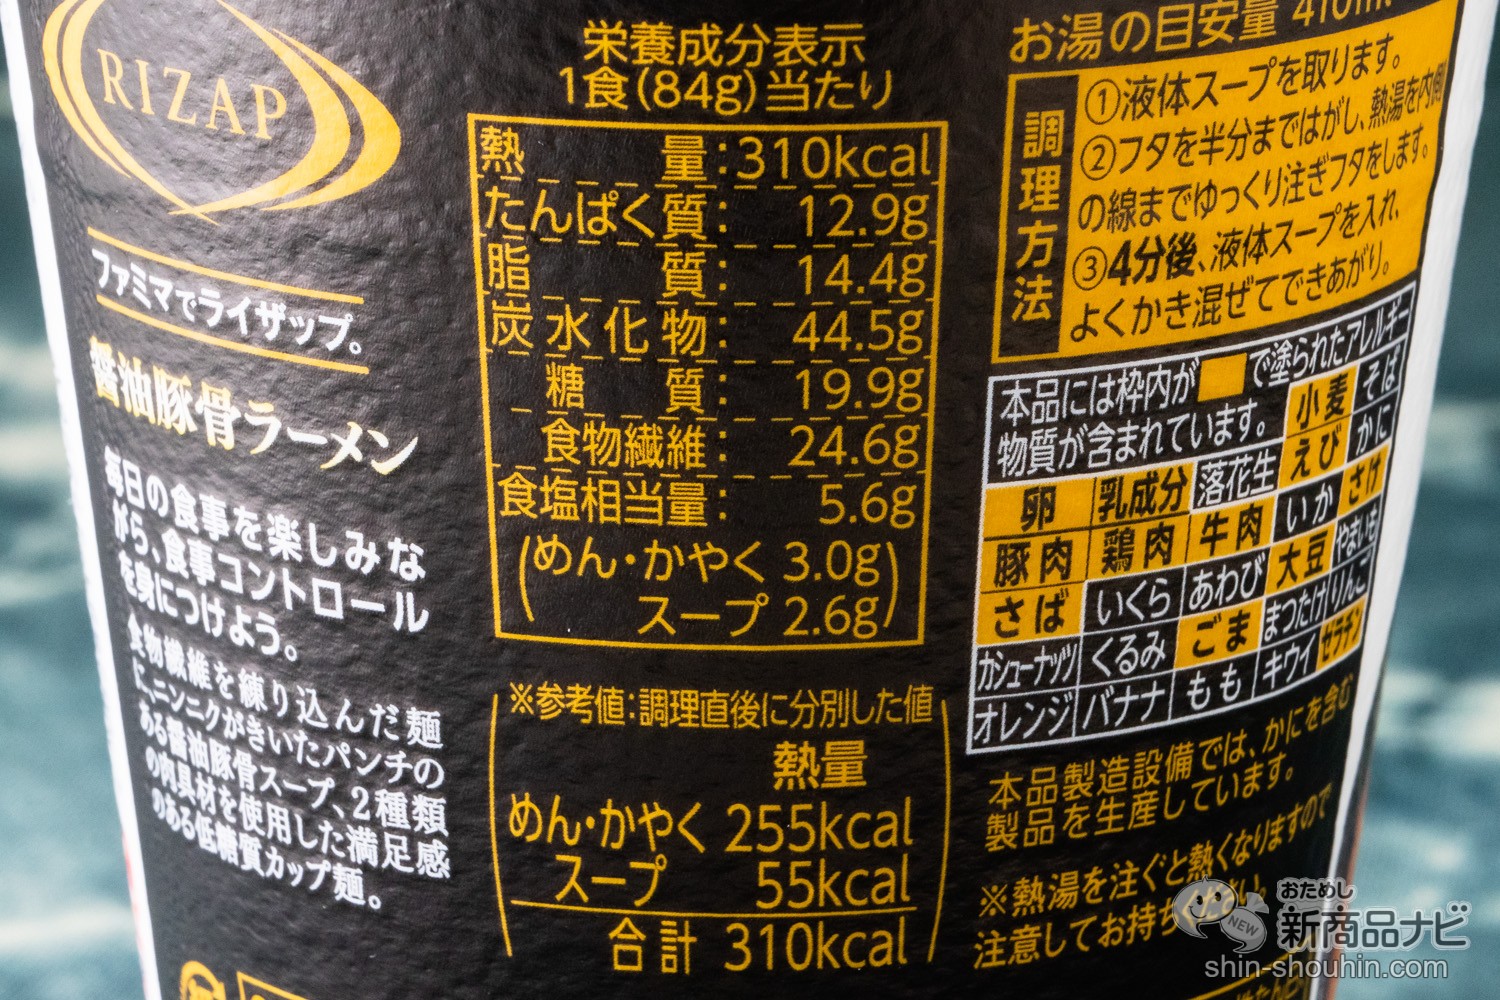 RIZAP
ファミマでライザップ。
醤油豚骨ラーメン
毎日の食事を楽しみな
がら、食事コントロール
を身につけよう。
食物繊維を練り込んだ麺
に、ニンニクがきいたパンチの
ある醤油豚骨スープ、2種類
の肉具材を使用した満足感
のある低糖質カップ麺。
栄養成分表示
1食(84g)当たり
熱量:310kcal
たんぱく質:12.9g
脂質:14.4g
炭水化物:44.5g
糖質:19.9g
食物繊維:24.6g
食塩相当量:5.6g
(めん・かやく 3.0g
スープ 2.6g)
※参考値:調理直後に分別した値
熱量
めん・かやく 255kcal
スープ 55kcal
合計 310kcal
お湯の目安量 410ml
調理方法
①液体スープを取ります。
②フタを半分まではがし、熱湯を内側
の線までゆっくり注ぎフタをします。
③4分後、液体スープを入れ、
よくかき混ぜてできあがり。
本品には枠内が で塗られたアレルギー
物質が含まれています。 小麦 そば
卵 乳成分 落花生 えび かに
豚肉 鶏肉 牛肉 いか さけ
さば いくら あわび 大豆 やまいも
カシューナッツ くるみ ごま まつたけ りんご
オレンジ バナナ もも キウイ ゼラチン
本品製造設備では、かにを含む
製品を生産しています。
※熱湯を注ぐと熱くなりますので
注意してお持ちください。
おためし
新商品ナビ
NEW
shin-shouhin.com